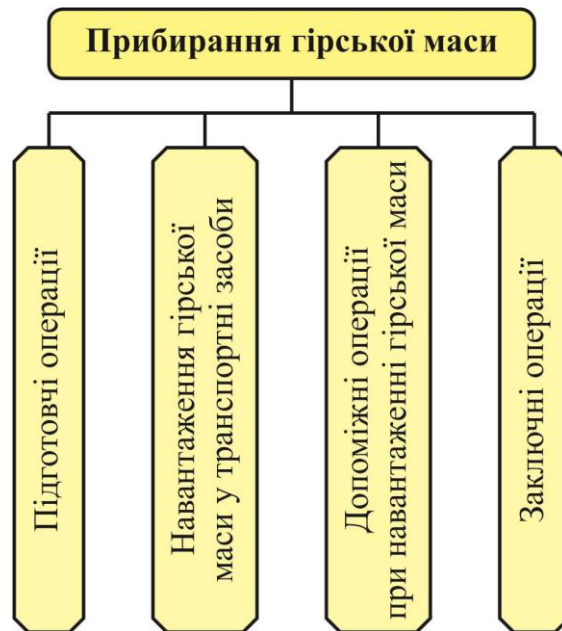 Прибирання гірської маси
Підготовчі операції
Навантаження гірської
маси у транспортні засоби
Допоміжні операції
при навантаженні гірської маси
Заключні операції